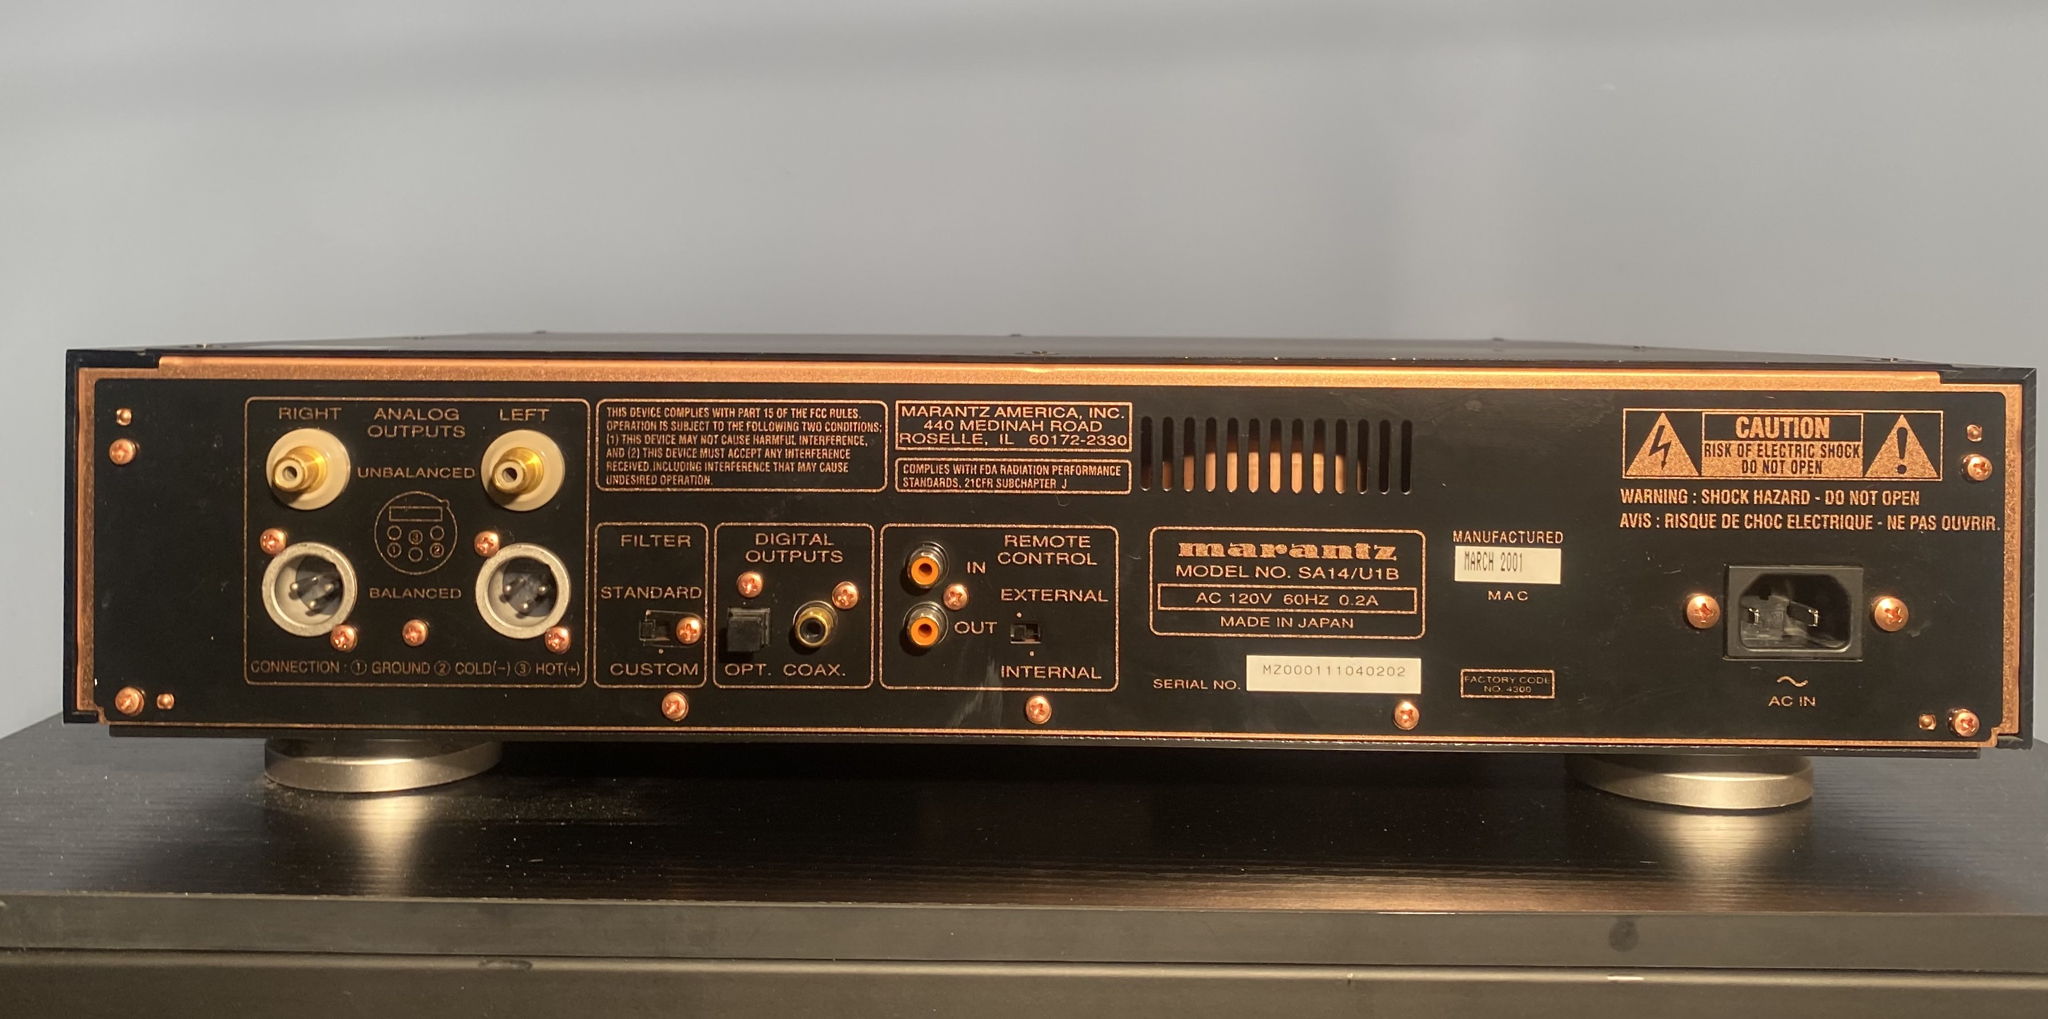 RIGHT
ANALOG
OUTPUTS
LEFT
UNBALANCED
BALANCED
CONNECTION : ① GROUND ② COLD(−) ③ HOT(+)
THIS DEVICE COMPLIES WITH PART 15 OF THE FCC RULES.
OPERATION IS SUBJECT TO THE FOLLOWING TWO CONDITIONS;
(1) THIS DEVICE MAY NOT CAUSE HARMFUL INTERFERENCE,
AND (2) THIS DEVICE MUST ACCEPT ANY INTERFERENCE
RECEIVED, INCLUDING INTERFERENCE THAT MAY CAUSE
UNDESIRED OPERATION.
MARANTZ AMERICA, INC.
440 MEDINAH ROAD
ROSELLE, IL 60172-2330
COMPLIES WITH FDA RADIATION PERFORMANCE
STANDARDS, 21CFR SUBCHAPTER J
FILTER
STANDARD
CUSTOM
DIGITAL
OUTPUTS
OPT. COAX.
REMOTE
CONTROL
IN
OUT
EXTERNAL
INTERNAL
marantz
MODEL NO. SA14/U1B
AC 120V 60HZ 0.2A
MADE IN JAPAN
SERIAL NO. MZ000111040202
MANUFACTURED
MARCH 2001
MAC
FACTORY CODE
NO. 4300
CAUTION
RISK OF ELECTRIC SHOCK
DO NOT OPEN
WARNING : SHOCK HAZARD - DO NOT OPEN
AVIS : RISQUE DE CHOC ELECTRIQUE - NE PAS OUVRIR.
AC IN